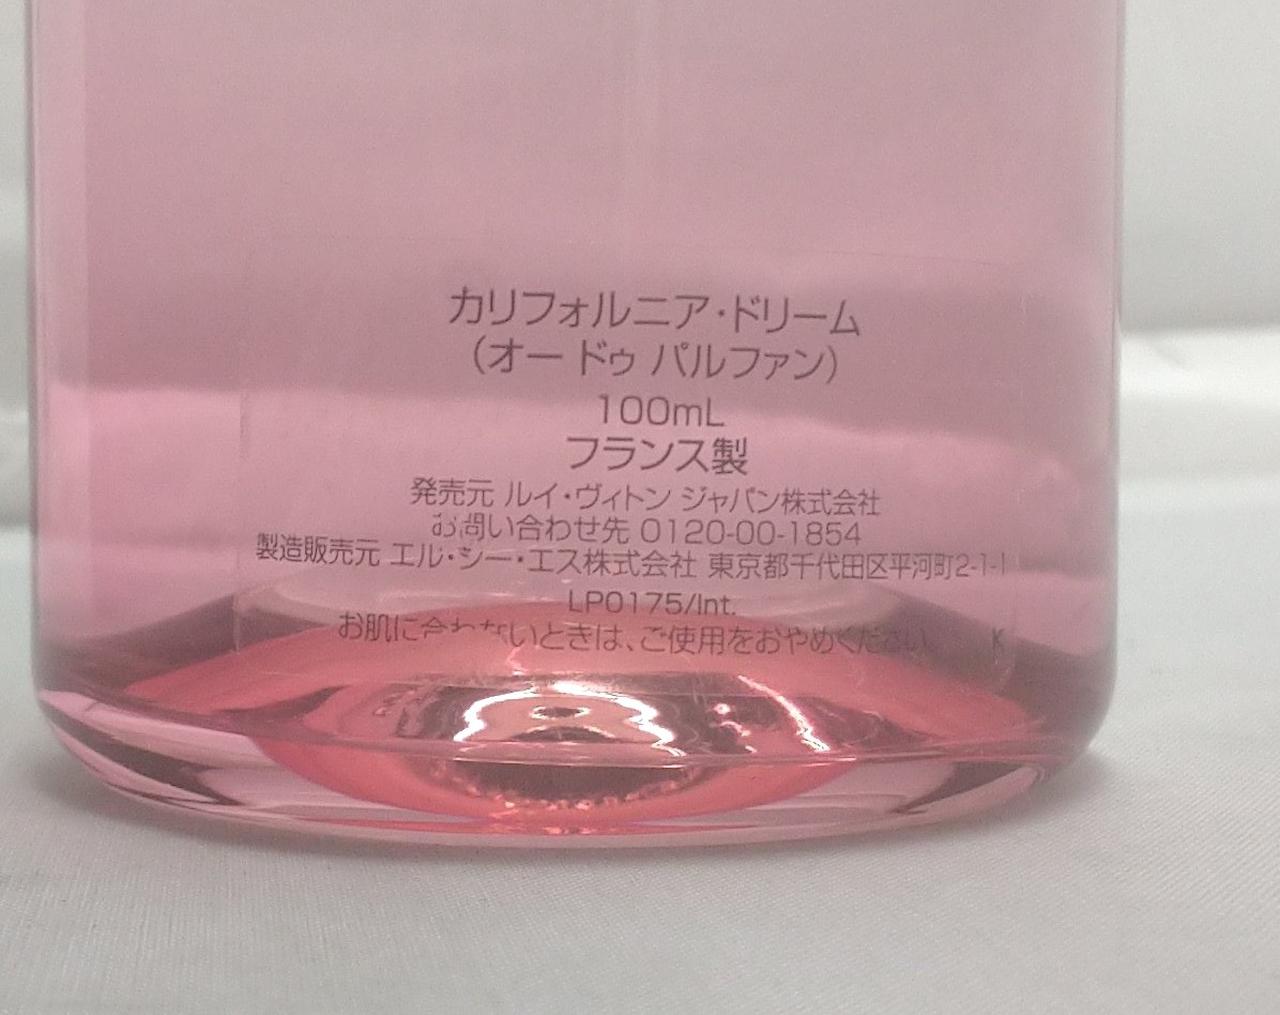 カリフォルニア・ドリーム
(オー ドゥ パルファン)
100mL
フランス製
発売元 ルイ・ヴィトン ジャパン株式会社
お問い合わせ先 0120-00-1854
製造販売元 エル・シー・エス株式会社 東京都千代田区平河町2-1-1
LP0175/Int.
お肌に合わないときは、ご使用をおやめください。 K